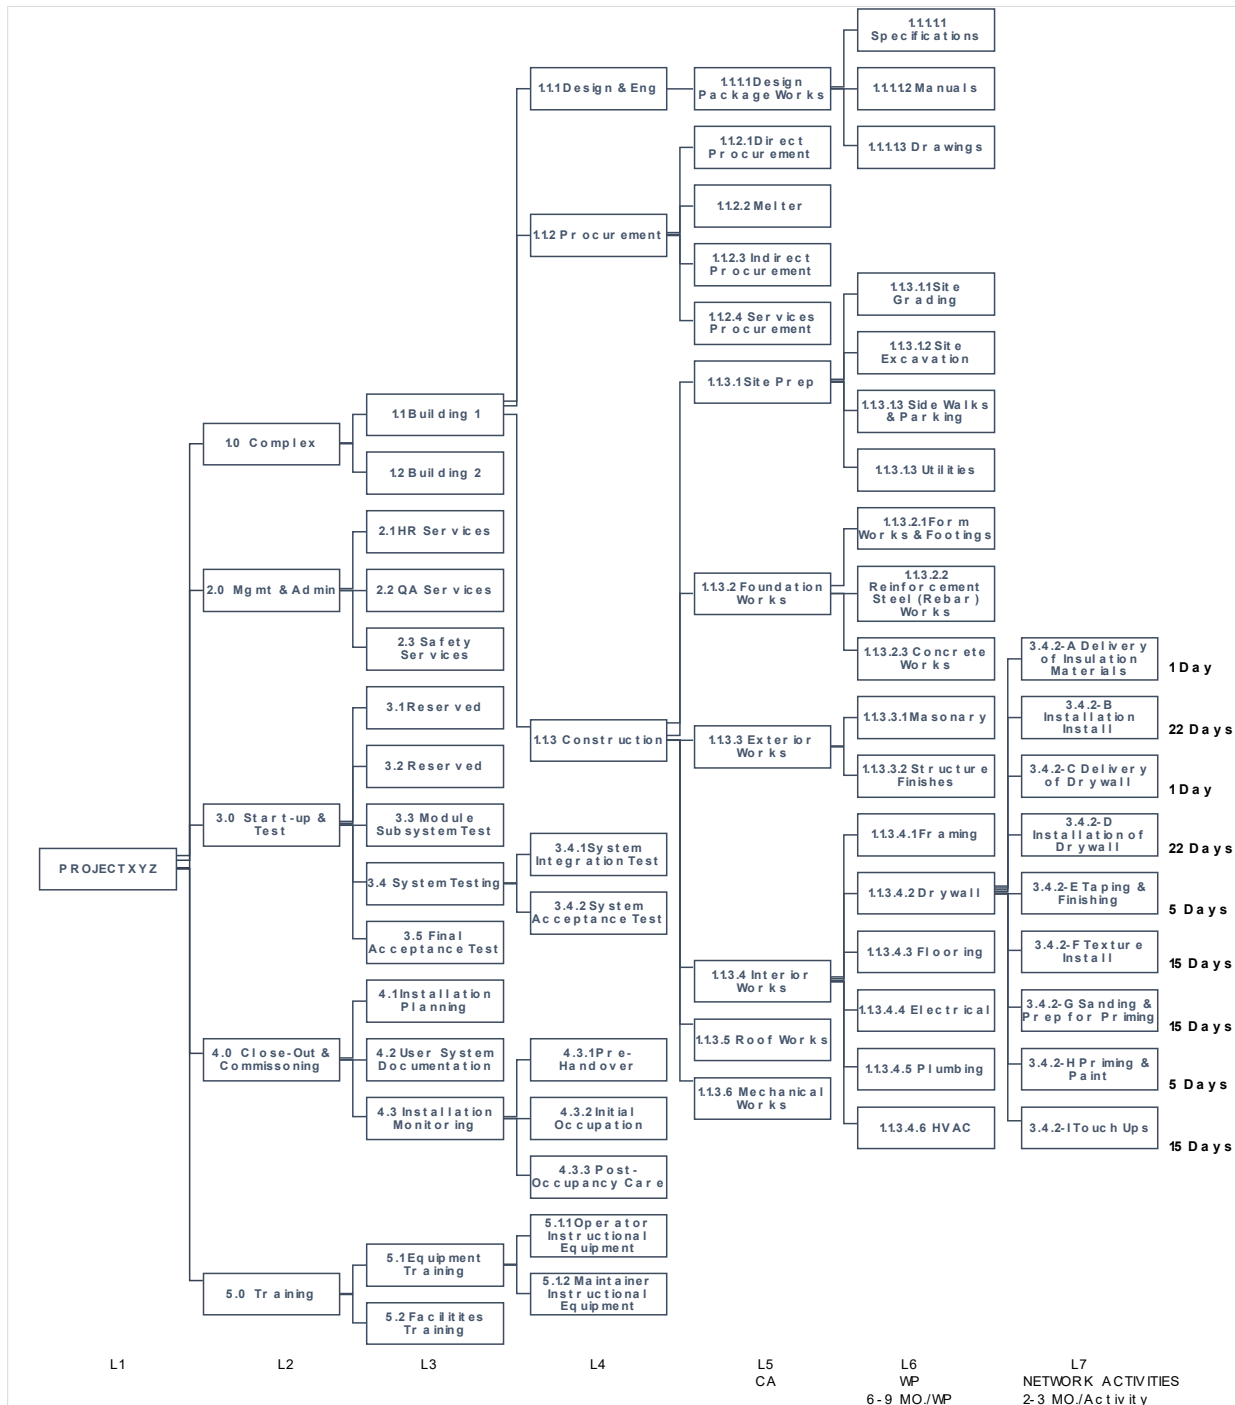 PROJECT XYZ
1.0 Complex
1.1 Building 1
1.1.1 Design & Eng
1.1.1.1 Design
Package Works
1.1.1.1.1
Specifications
1.1.1.1.2 Manuals
1.1.1.1.3 Drawings
1.1.2 Procurement
1.1.2.1 Direct
Procurement
1.1.2.2 Melter
1.1.2.3 Indirect
Procurement
1.1.2.4 Services
Procurement
1.1.3 Construction
1.1.3.1 Site Prep
1.1.3.1.1 Site
Grading
1.1.3.1.2 Site
Excavation
1.1.3.1.3 Side Walks
& Parking
1.1.3.1.3 Utilities
1.1.3.2 Foundation
Works
1.1.3.2.1 Form
Works & Footings
1.1.3.2.2
Reinforcement
Steel (Rebar)
Works
1.1.3.2.3 Concrete
Works
1.1.3.3 Exterior
Works
1.1.3.3.1 Masonary
1.1.3.3.2 Structure
Finishes
1.1.3.4 Interior
Works
1.1.3.4.1 Framing
1.1.3.4.2 Drywall
3.4.2-A Delivery
of Insulation
Materials
1 Day
3.4.2-B
Installation
Install
22 Days
3.4.2-C Delivery
of Drywall
1 Day
3.4.2-D
Installation of
Drywall
22 Days
3.4.2-E Taping &
Finishing
5 Days
3.4.2-F Texture
Install
15 Days
3.4.2-G Sanding &
Prep for Priming
15 Days
3.4.2-H Priming &
Paint
5 Days
3.4.2-I Touch Ups
15 Days
1.1.3.4.3 Flooring
1.1.3.4.4 Electrical
1.1.3.4.5 Plumbing
1.1.3.4.6 HVAC
1.1.3.5 Roof Works
1.1.3.6 Mechanical
Works
1.2 Building 2
2.0 Mgmt & Admin
2.1 HR Services
2.2 QA Services
2.3 Safety
Services
3.0 Start-up &
Test
3.1 Reserved
3.2 Reserved
3.3 Module
Subsystem Test
3.4 System Testing
3.4.1 System
Integration Test
3.4.2 System
Acceptance Test
3.5 Final
Acceptance Test
4.0 Close-Out &
Commissoning
4.1 Installation
Planning
4.2 User System
Documentation
4.3 Installation
Monitoring
4.3.1 Pre-
Handover
4.3.2 Initial
Occupation
4.3.3 Post-
Occupancy Care
5.0 Training
5.1 Equipment
Training
5.1.1 Operator
Instructional
Equipment
5.1.2 Maintainer
Instructional
Equipment
5.2 Facilitites
Training
L1
L2
L3
L4
L5
CA
L6
WP
6-9 MO./WP
L7
NETWORK ACTIVITIES
2-3 MO./Activity